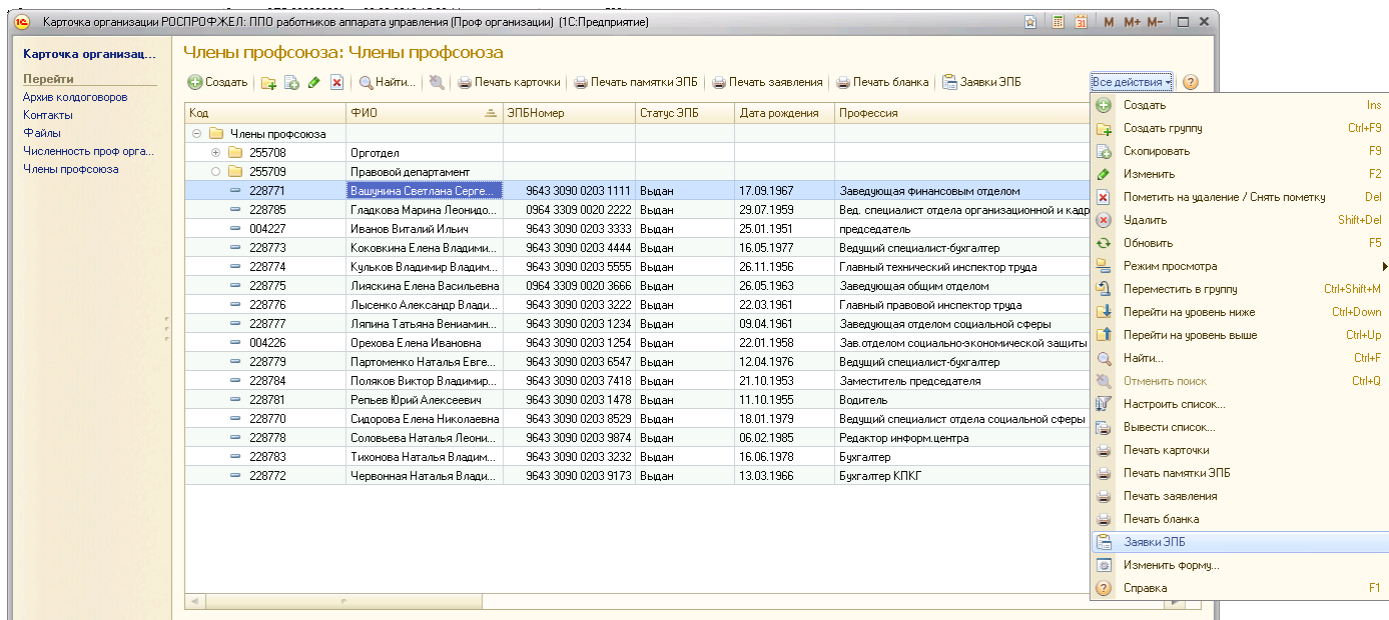 Карточка организации РОСПРОФЖЕЛ: ППО работников аппарата управления (Проф организации) (1С:Предприятие) M M+ M-
Карточка организац...
Перейти
Архив колдоговоров
Контакты
Файлы
Численность проф орга...
Члены профсоюза
Члены профсоюза: Члены профсоюза
Создать Найти... Печать карточки Печать памятки ЭПБ Печать заявления Печать бланка Заявки ЭПБ Все действия
Код ФИО ЭПБНомер Статус ЭПБ Дата рождения Профессия
Члены профсоюза
255708 Орготдел
255709 Правовой департамент
228771 Вашунина Светлана Серге... 9643 3090 0203 1111 Выдан 17.09.1967 Заведующая финансовым отделом
228785 Гладкова Марина Леонидо... 0964 3309 0020 2222 Выдан 29.07.1959 Вед. специалист отдела организационной и кадр
004227 Иванов Виталий Ильич 9643 3090 0203 3333 Выдан 25.01.1951 председатель
228773 Коковкина Елена Владими... 9643 3090 0203 4444 Выдан 16.05.1977 Ведущий специалист-бухгалтер
228774 Кульков Владимир Владим... 9643 3090 0203 5555 Выдан 26.11.1956 Главный технический инспектор труда
228775 Лияскина Елена Васильевна 0964 3309 0020 3666 Выдан 26.05.1963 Заведующая общим отделом
228776 Лысенко Александр Влади... 9643 3090 0203 3222 Выдан 22.03.1961 Главный правовой инспектор труда
228777 Ляпина Татьяна Вениамин... 9643 3090 0203 1234 Выдан 09.04.1961 Заведующая отделом социальной сферы
004226 Орехова Елена Ивановна 9643 3090 0203 1254 Выдан 22.01.1958 Зав.отделом социально-экономической защиты
228779 Партоменко Наталья Евге... 9643 3090 0203 6547 Выдан 12.04.1976 Ведущий специалист-бухгалтер
228784 Поляков Виктор Владимир... 9643 3090 0203 7418 Выдан 21.10.1953 Заместитель председателя
228781 Репьев Юрий Алексеевич 9643 3090 0203 1478 Выдан 11.10.1955 Водитель
228770 Сидорова Елена Николаевна 9643 3090 0203 8529 Выдан 18.01.1979 Ведущий специалист отдела социальной сферы
228778 Соловьева Наталья Леони... 9643 3090 0203 9874 Выдан 06.02.1985 Редактор информ.центра
228783 Тихонова Наталья Владим... 9643 3090 0203 3232 Выдан 16.06.1978 Бухгалтер
228772 Червонная Наталья Влади... 9643 3090 0203 9173 Выдан 13.03.1966 Бухгалтер КПКГ
Создать Ins
Создать группу Ctrl+F9
Скопировать F9
Изменить F2
Пометить на удаление / Снять пометку Del
Удалить Shift+Del
Обновить F5
Режим просмотра
Переместить в группу Ctrl+Shift+M
Перейти на уровень ниже Ctrl+Down
Перейти на уровень выше Ctrl+Up
Найти... Ctrl+F
Отменить поиск Ctrl+Q
Настроить список...
Вывести список...
Печать карточки
Печать памятки ЭПБ
Печать заявления
Печать бланка
Заявки ЭПБ
Изменить форму...
Справка F1